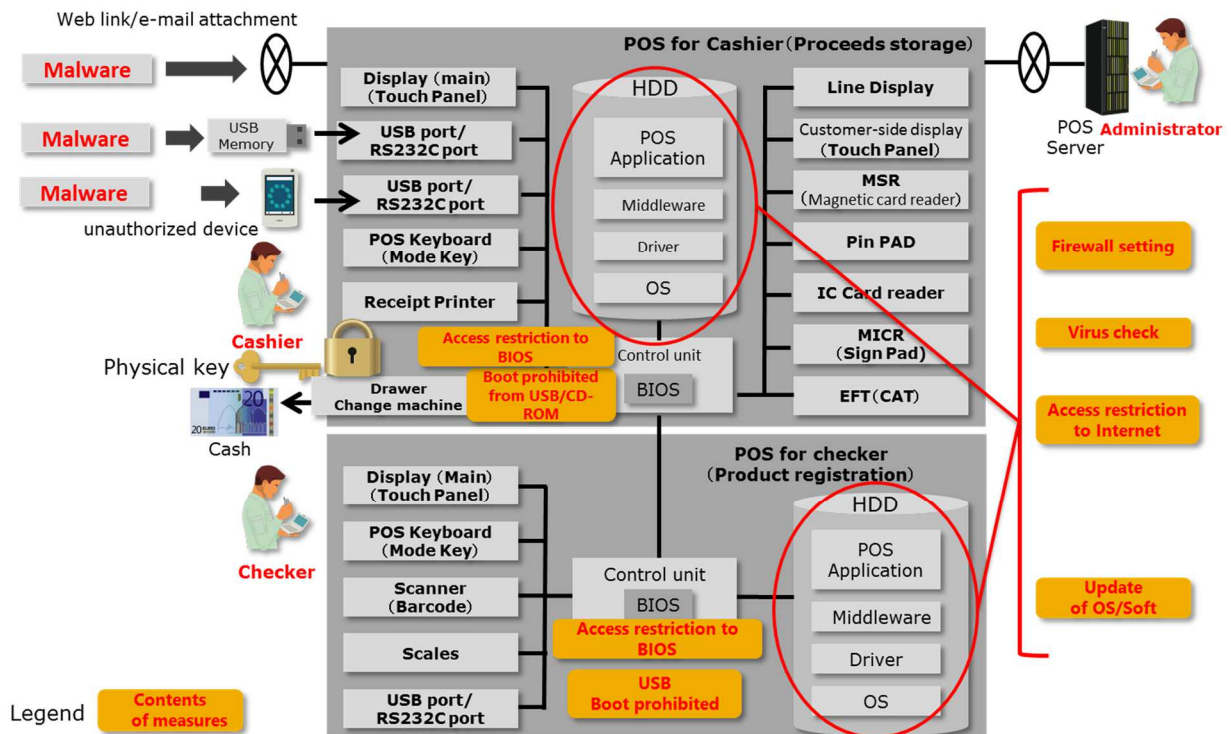 Web link/e-mail attachment
Malware
Malware
USB
Memory
Malware
unauthorized device
Cashier
Physical key
20
20 EURO
Cash
Checker
POS for Cashier(Proceeds storage)
Display (main)
(Touch Panel)
USB port/
RS232C port
USB port/
RS232C port
POS Keyboard
(Mode Key)
Receipt Printer
Access restriction to
BIOS
Drawer
Change machine
Boot prohibited
from USB/CD-
ROM
HDD
POS
Application
Middleware
Driver
OS
Control unit
BIOS
Line Display
Customer-side display
(Touch Panel)
MSR
(Magnetic card reader)
Pin PAD
IC Card reader
MICR
(Sign Pad)
EFT(CAT)
POS
Server
Administrator
Firewall setting
Virus check
Access restriction
to Internet
Update
of OS/Soft
POS for checker
(Product registration)
Display (Main)
(Touch Panel)
POS Keyboard
(Mode Key)
Scanner
(Barcode)
Scales
USB port/
RS232C port
Control unit
BIOS
Access restriction to
BIOS
USB
Boot prohibited
HDD
POS
Application
Middleware
Driver
OS
Legend
Contents
of measures